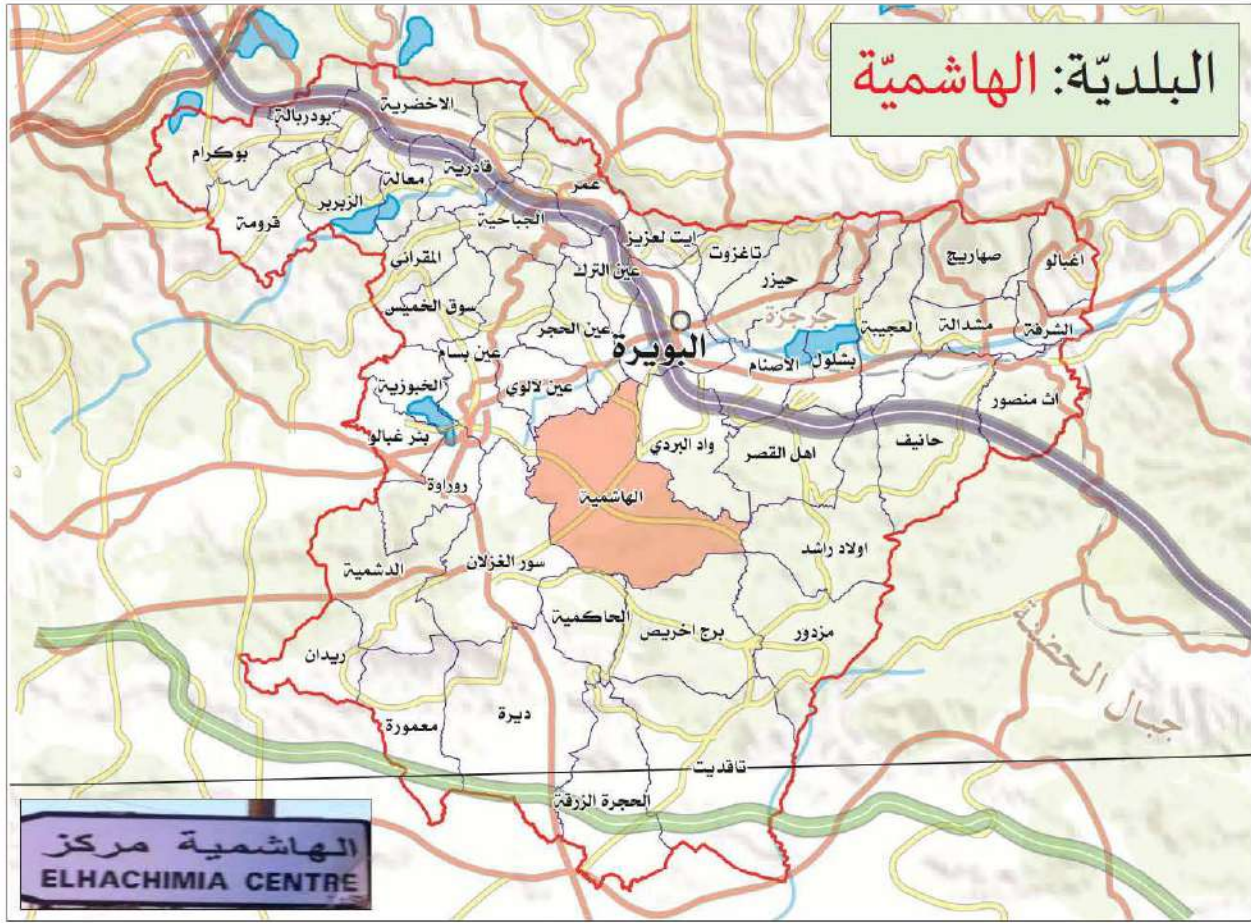 البلديّة: الهاشميّة
الاخضرية
بودربالة
بوكرام
قادرية
معالة
عمر
الزبربر
قرومة
الجباحية
ايت لعزيز
تاغزوت
حيزر
صهاريج
اغبالو
المقراني
عين الترك
سوق الخميس
عين الحجر
جرجرة
العجيبة
مشدالة
الشرفة
البويرة
الأصنام
بشلول
عين بسام
عين لالوي
الخبوزية
اث منصور
بئر غبالو
واد البردي
اهل القصر
حانيف
روراوة
الهاشمية
سور الغزلان
الدشمية
اولاد راشد
الحاكمية
برج اخريص
مزدور
ريدان
جبال الحضنة
ديرة
معمورة
تاقديت
الحجرة الزرقة
الهاشمية مركز
ELHACHIMIA CENTRE